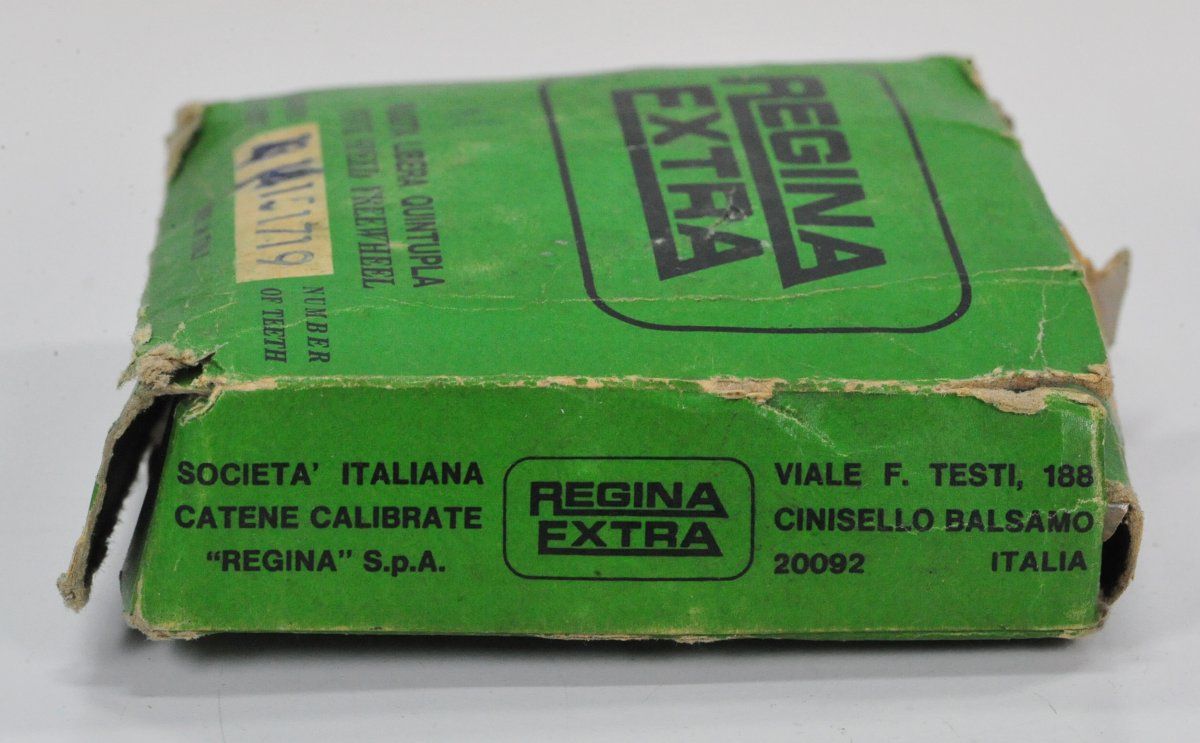 REGINA
EXTRA
RUOTA LIBERA QUINTUPLA
FIVE SPEED FREEWHEEL
NUMBER
OF TEETH
SOCIETA' ITALIANA
CATENE CALIBRATE
"REGINA" S.p.A.
REGINA
EXTRA
VIALE F. TESTI, 188
CINISELLO BALSAMO
20092 ITALIA